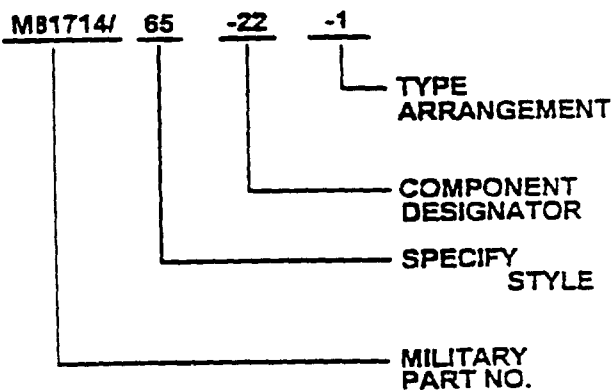 M81714/ 65 -22 -1
TYPE
ARRANGEMENT
COMPONENT
DESIGNATOR
SPECIFY
STYLE
MILITARY
PART NO.